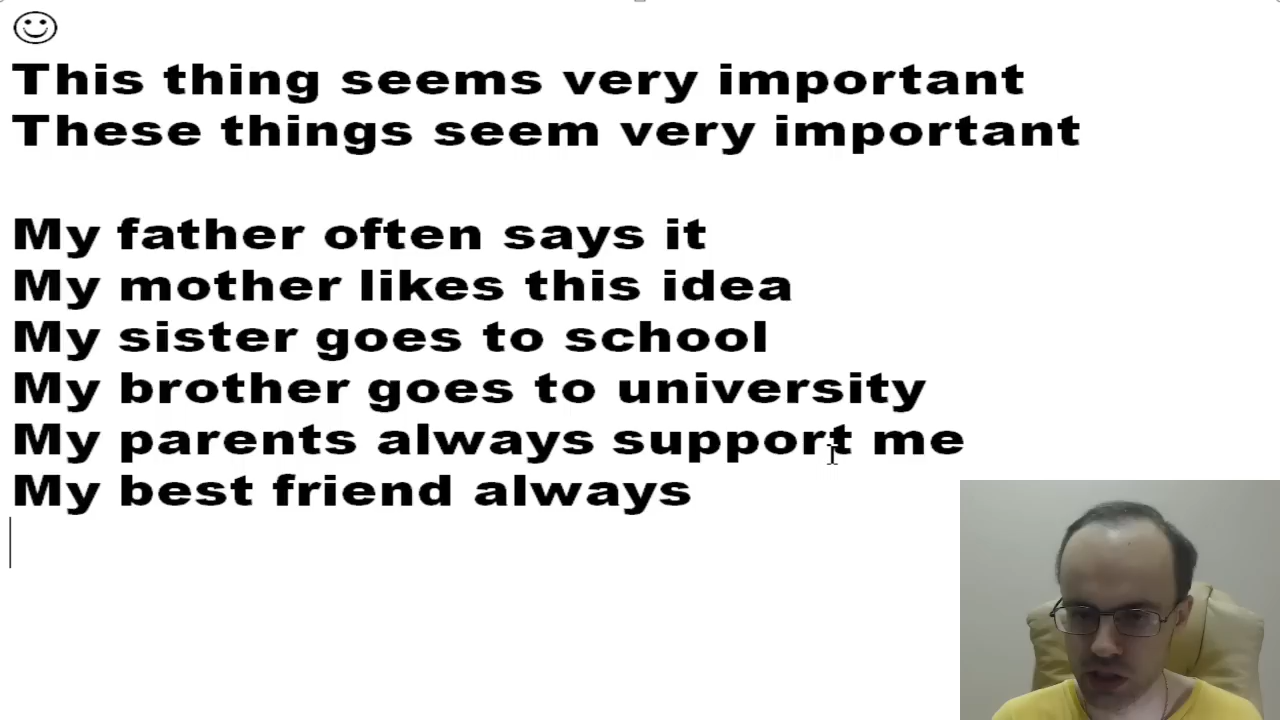 This thing seems very important
These things seem very important
My father often says it
My mother likes this idea
My sister goes to school
My brother goes to university
My parents always support me
My best friend always